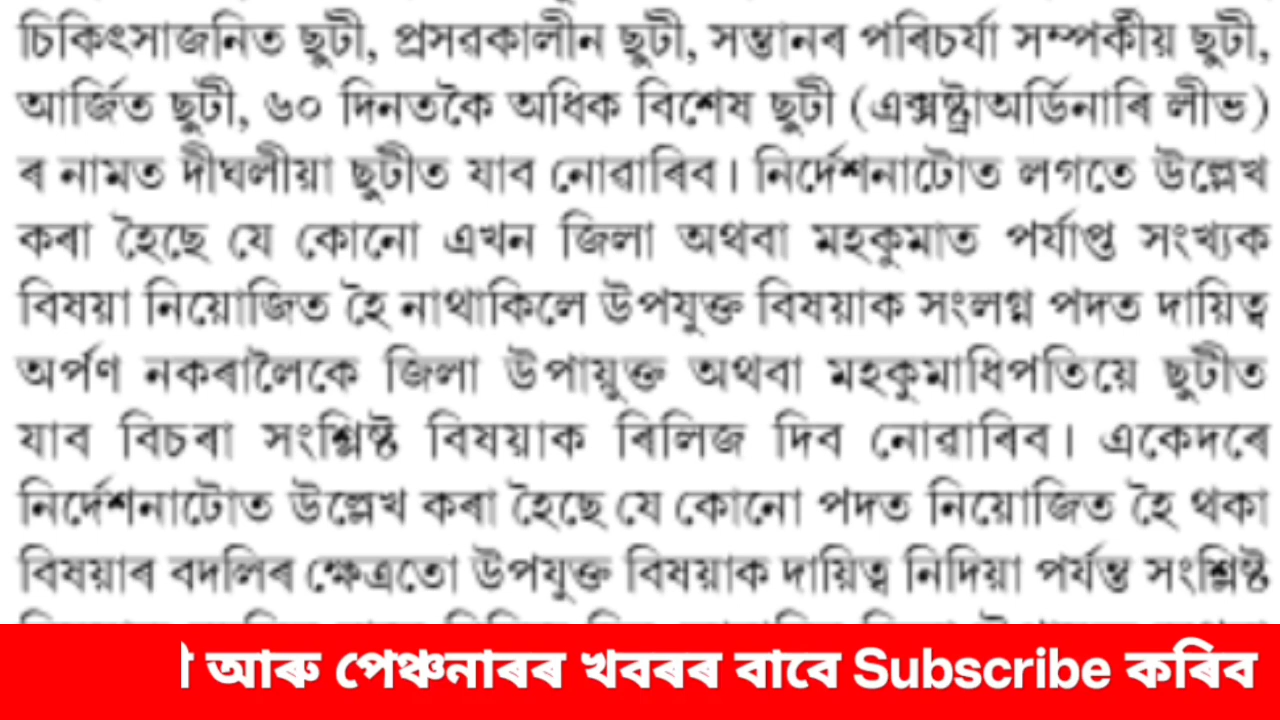 চিকিৎসাজনিত ছুটী, প্ৰসৱকালীন ছুটী, সন্তানৰ পৰিচৰ্যা সম্পৰ্কীয় ছুটী,
আৰ্জিত ছুটী, ৬০ দিনতকৈ অধিক বিশেষ ছুটী (এক্সষ্ট্ৰাঅৰ্ডিনাৰি লীভ)
ৰ নামত দীঘলীয়া ছুটীত যাব নোৱাৰিব। নিৰ্দেশনাটোত লগতে উল্লেখ
কৰা হৈছে যে কোনো এখন জিলা অথবা মহকুমাত পৰ্যাপ্ত সংখ্যক
বিষয়া নিয়োজিত হৈ নাথাকিলে উপযুক্ত বিষয়াক সংলগ্ন পদত দায়িত্ব
অৰ্পণ নকৰালৈকে জিলা উপায়ুক্ত অথবা মহকুমাধিপতিয়ে ছুটীত
যাব বিচৰা সংশ্লিষ্ট বিষয়াক ৰিলিজ দিব নোৱাৰিব। একেদৰে
নিৰ্দেশনাটোত উল্লেখ কৰা হৈছে যে কোনো পদত নিয়োজিত হৈ থকা
বিষয়াৰ বদলিৰ ক্ষেত্ৰতো উপযুক্ত বিষয়াক দায়িত্ব নিদিয়া পৰ্যন্ত সংশ্লিষ্ট
আৰু পেঞ্চনাৰৰ খবৰৰ বাবে Subscribe কৰিব